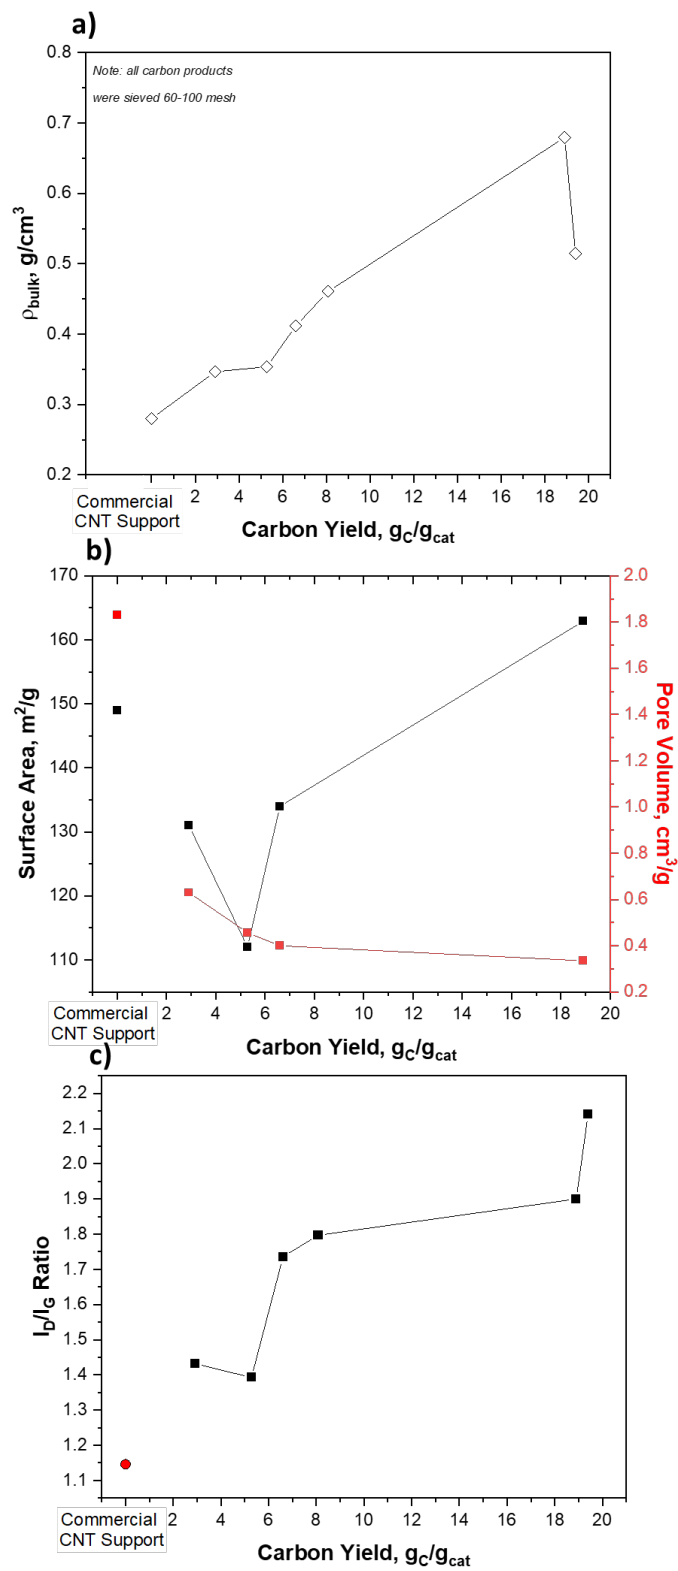 a)
0.8
0.7
0.6
0.5
0.4
0.3
0.2
Note: all carbon products
were sieved 60-100 mesh
ρbulk, g/cm3
2 4 6 8 10 12 14 16 18 20
Commercial
CNT Support
Carbon Yield, gC/gcat
b)
170
160
150
140
130
120
110
2.0
1.8
1.6
1.4
1.2
1.0
0.8
0.6
0.4
0.2
Surface Area, m2/g
Pore Volume, cm3/g
2 4 6 8 10 12 14 16 18 20
Commercial
CNT Support
Carbon Yield, gC/gcat
c)
2.2
2.1
2.0
1.9
1.8
1.7
1.6
1.5
1.4
1.3
1.2
1.1
ID/IG Ratio
2 4 6 8 10 12 14 16 18 20
Commercial
CNT Support
Carbon Yield, gC/gcat